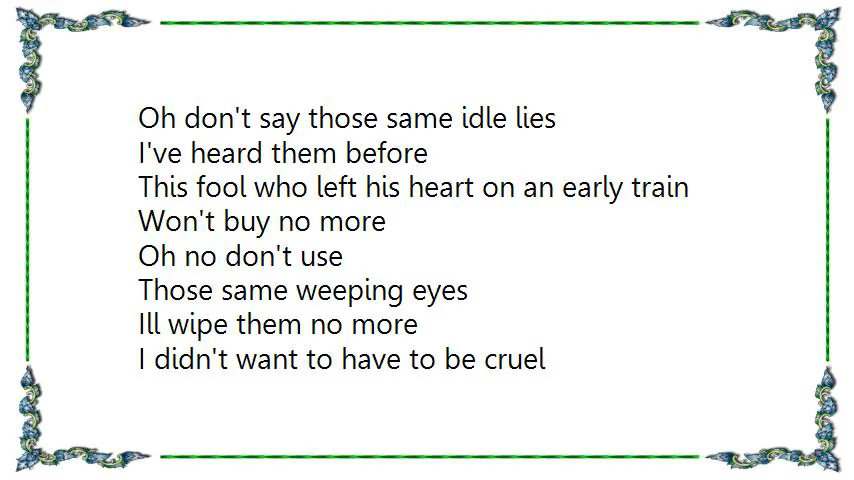 Oh don't say those same idle lies
I've heard them before
This fool who left his heart on an early train
Won't buy no more
Oh no don't use
Those same weeping eyes
Ill wipe them no more
I didn't want to have to be cruel